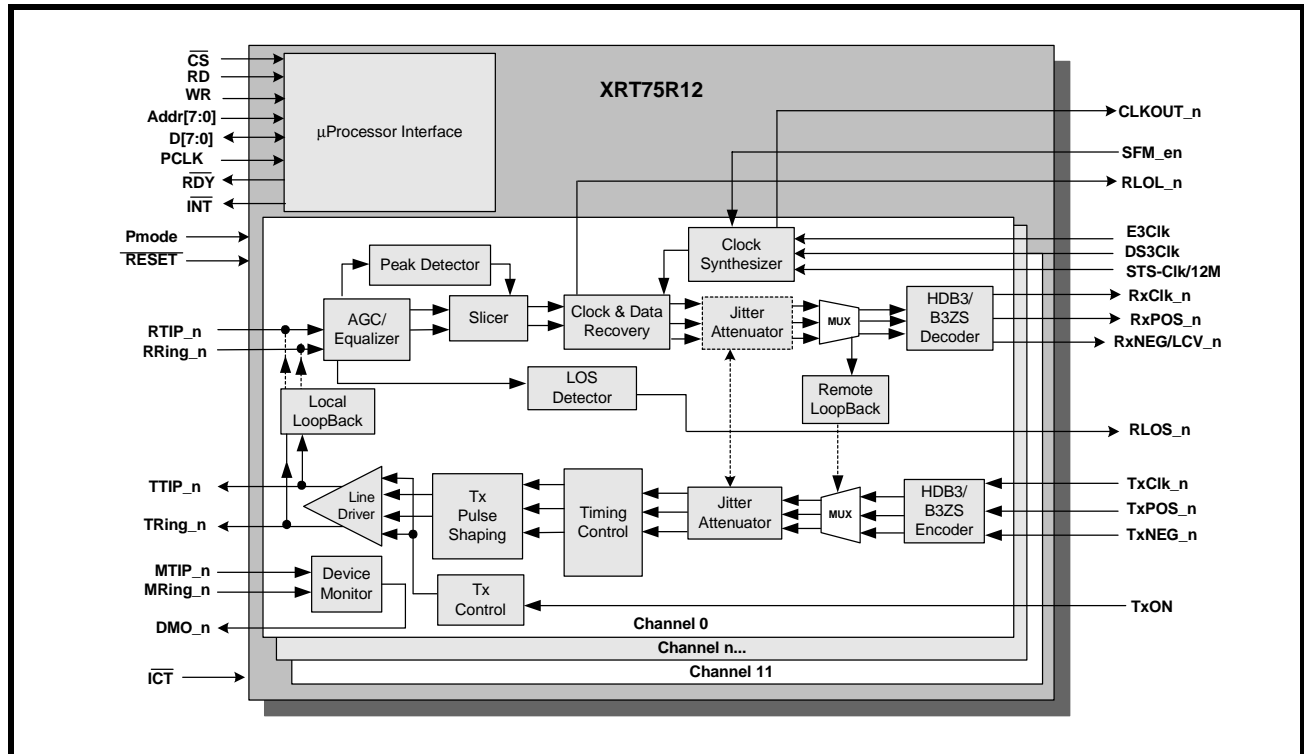 XRT75R12
CS
RD
WR
Addr[7:0]
D[7:0]
PCLK
RDY
INT
µProcessor Interface
Pmode
RESET
CLKOUT_n
SFM_en
RLOL_n
E3Clk
DS3Clk
STS-Clk/12M
Clock
Synthesizer
Peak Detector
RTIP_n
RRing_n
AGC/
Equalizer
Slicer
Clock & Data
Recovery
Jitter
Attenuator
MUX
HDB3/
B3ZS
Decoder
RxClk_n
RxPOS_n
RxNEG/LCV_n
Local
LoopBack
LOS
Detector
Remote
LoopBack
RLOS_n
TTIP_n
TRing_n
Line
Driver
Tx
Pulse
Shaping
Timing
Control
Jitter
Attenuator
MUX
HDB3/
B3ZS
Encoder
TxClk_n
TxPOS_n
TxNEG_n
MTIP_n
MRing_n
DMO_n
Device
Monitor
Tx
Control
TxON
Channel 0
Channel n...
Channel 11
ICT